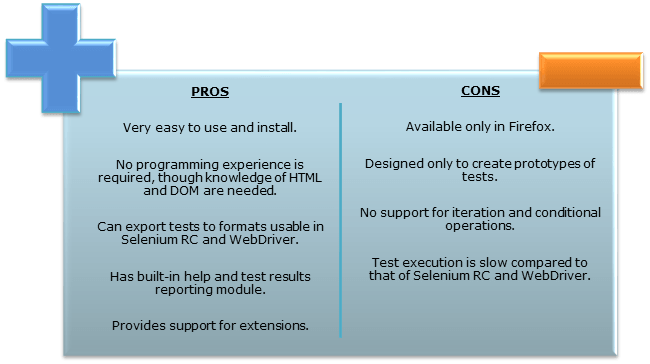 PROS
Very easy to use and install.
No programming experience is
required, though knowledge of HTML
and DOM are needed.
Can export tests to formats usable in
Selenium RC and WebDriver.
Has built-in help and test results
reporting module.
Provides support for extensions.
CONS
Available only in Firefox.
Designed only to create prototypes of
tests.
No support for iteration and conditional
operations.
Test execution is slow compared to
that of Selenium RC and WebDriver.